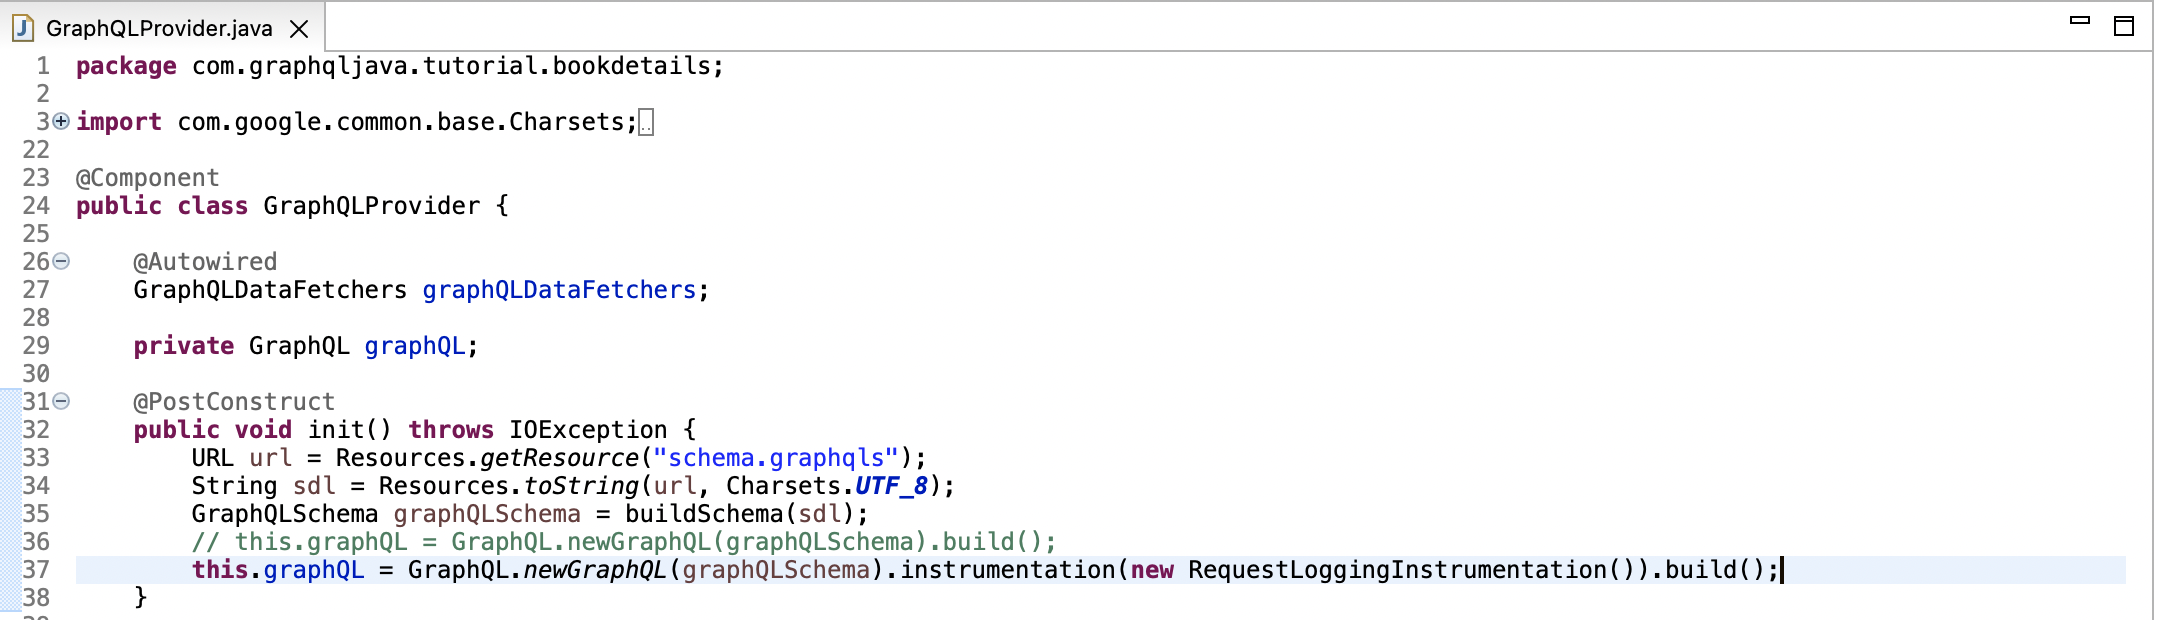 GraphQLProvider.java
1 package com.graphqljava.tutorial.bookdetails;
2
3 import com.google.common.base.Charsets;
22
23 @Component
24 public class GraphQLProvider {
25
26 @Autowired
27 GraphQLDataFetchers graphQLDataFetchers;
28
29 private GraphQL graphQL;
30
31 @PostConstruct
32 public void init() throws IOException {
33 URL url = Resources.getResource("schema.graphqls");
34 String sdl = Resources.toString(url, Charsets.UTF_8);
35 GraphQLSchema graphQLSchema = buildSchema(sdl);
36 // this.graphQL = GraphQL.newGraphQL(graphQLSchema).build();
37 this.graphQL = GraphQL.newGraphQL(graphQLSchema).instrumentation(new RequestLoggingInstrumentation()).build();
38 }